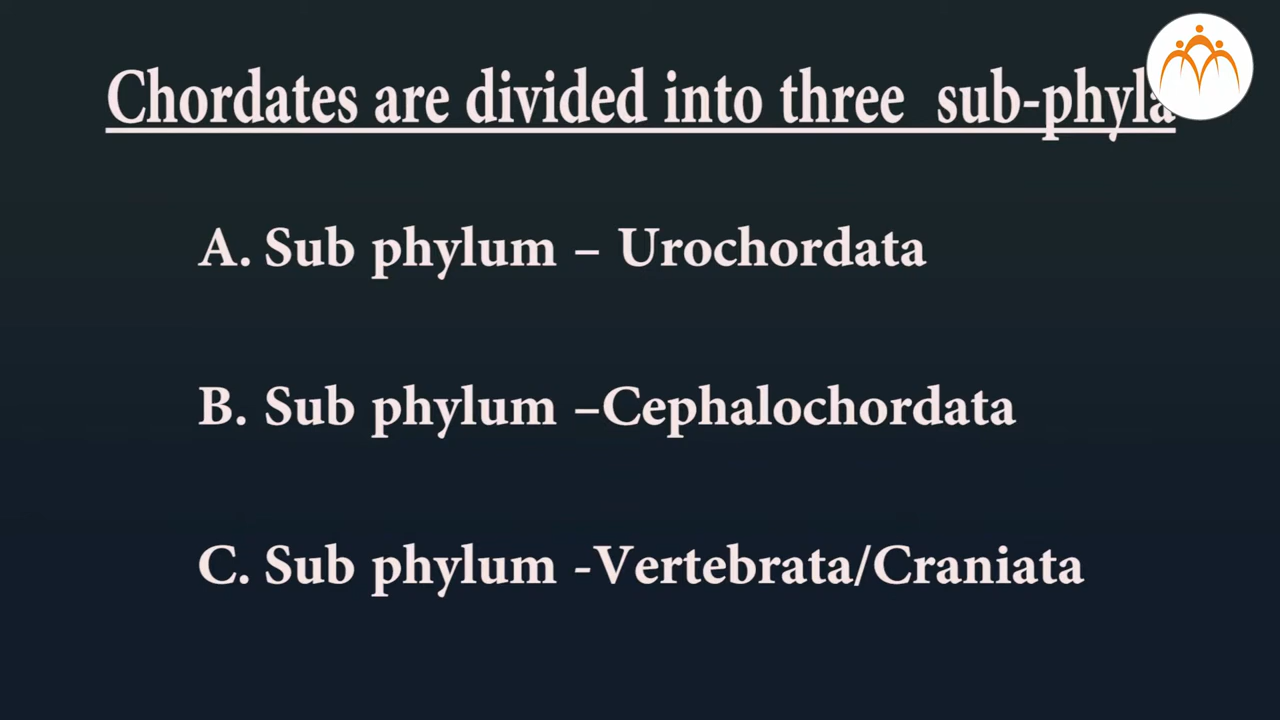 Chordates are divided into three sub-phyla
A. Sub phylum – Urochordata
B. Sub phylum –Cephalochordata
C. Sub phylum -Vertebrata/Craniata